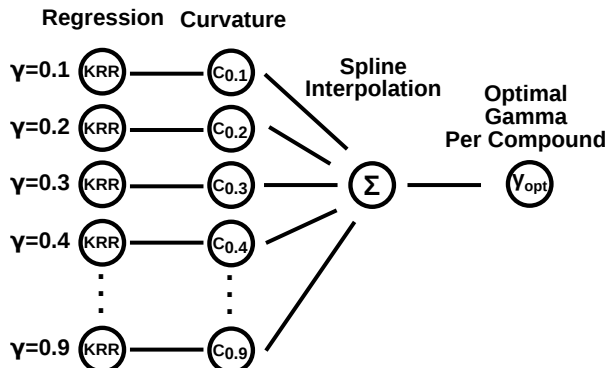 Regression Curvature
γ=0.1 KRR C0.1
Spline
Interpolation
γ=0.2 KRR C0.2
Optimal
Gamma
Per Compound
γ=0.3 KRR C0.3 Σ γopt
γ=0.4 KRR C0.4
γ=0.9 KRR C0.9